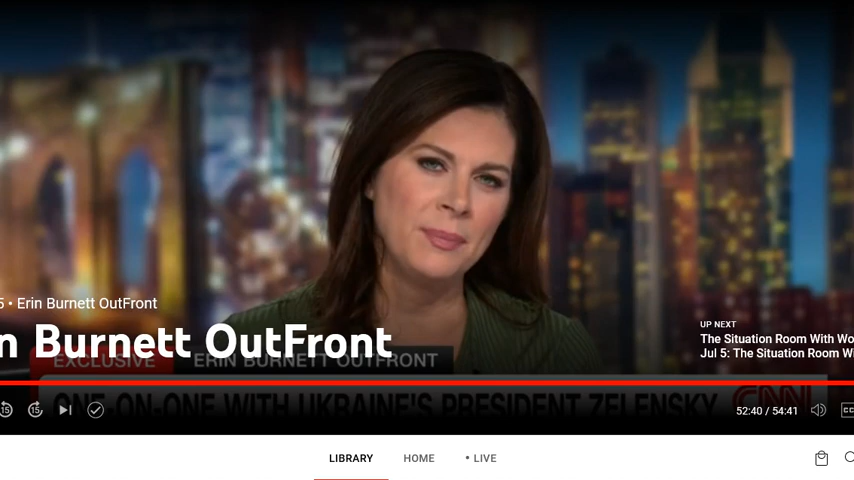 5 • Erin Burnett OutFront
n Burnett OutFront
EXCLUSIVE
ERIN BURNETT OUTFRONT
UP NEXT
The Situation Room With Wo
Jul 5: The Situation Room Wi
ONE-ON-ONE WITH UKRAINE'S PRESIDENT ZELENSKY
CNN
15
15
52:40 / 54:41
CC
LIBRARY
HOME
• LIVE